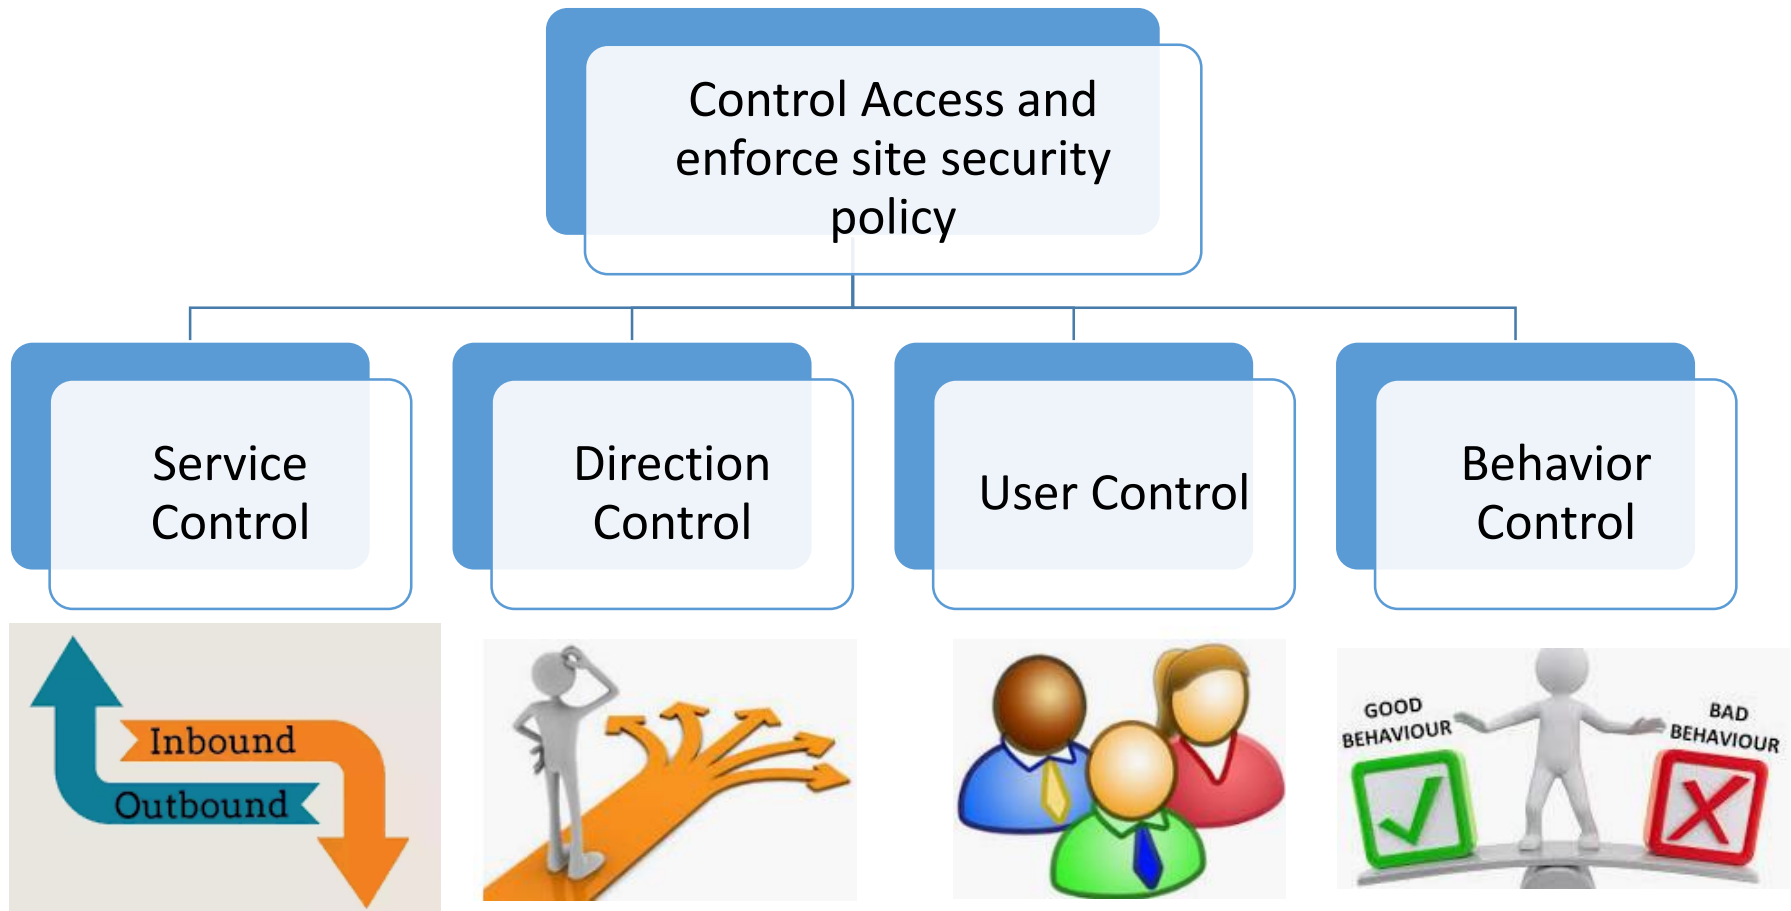 Control Access and
enforce site security
policy
Service
Control
Direction
Control
User Control
Behavior
Control
Inbound
Outbound
GOOD
BEHAVIOUR
BAD
BEHAVIOUR